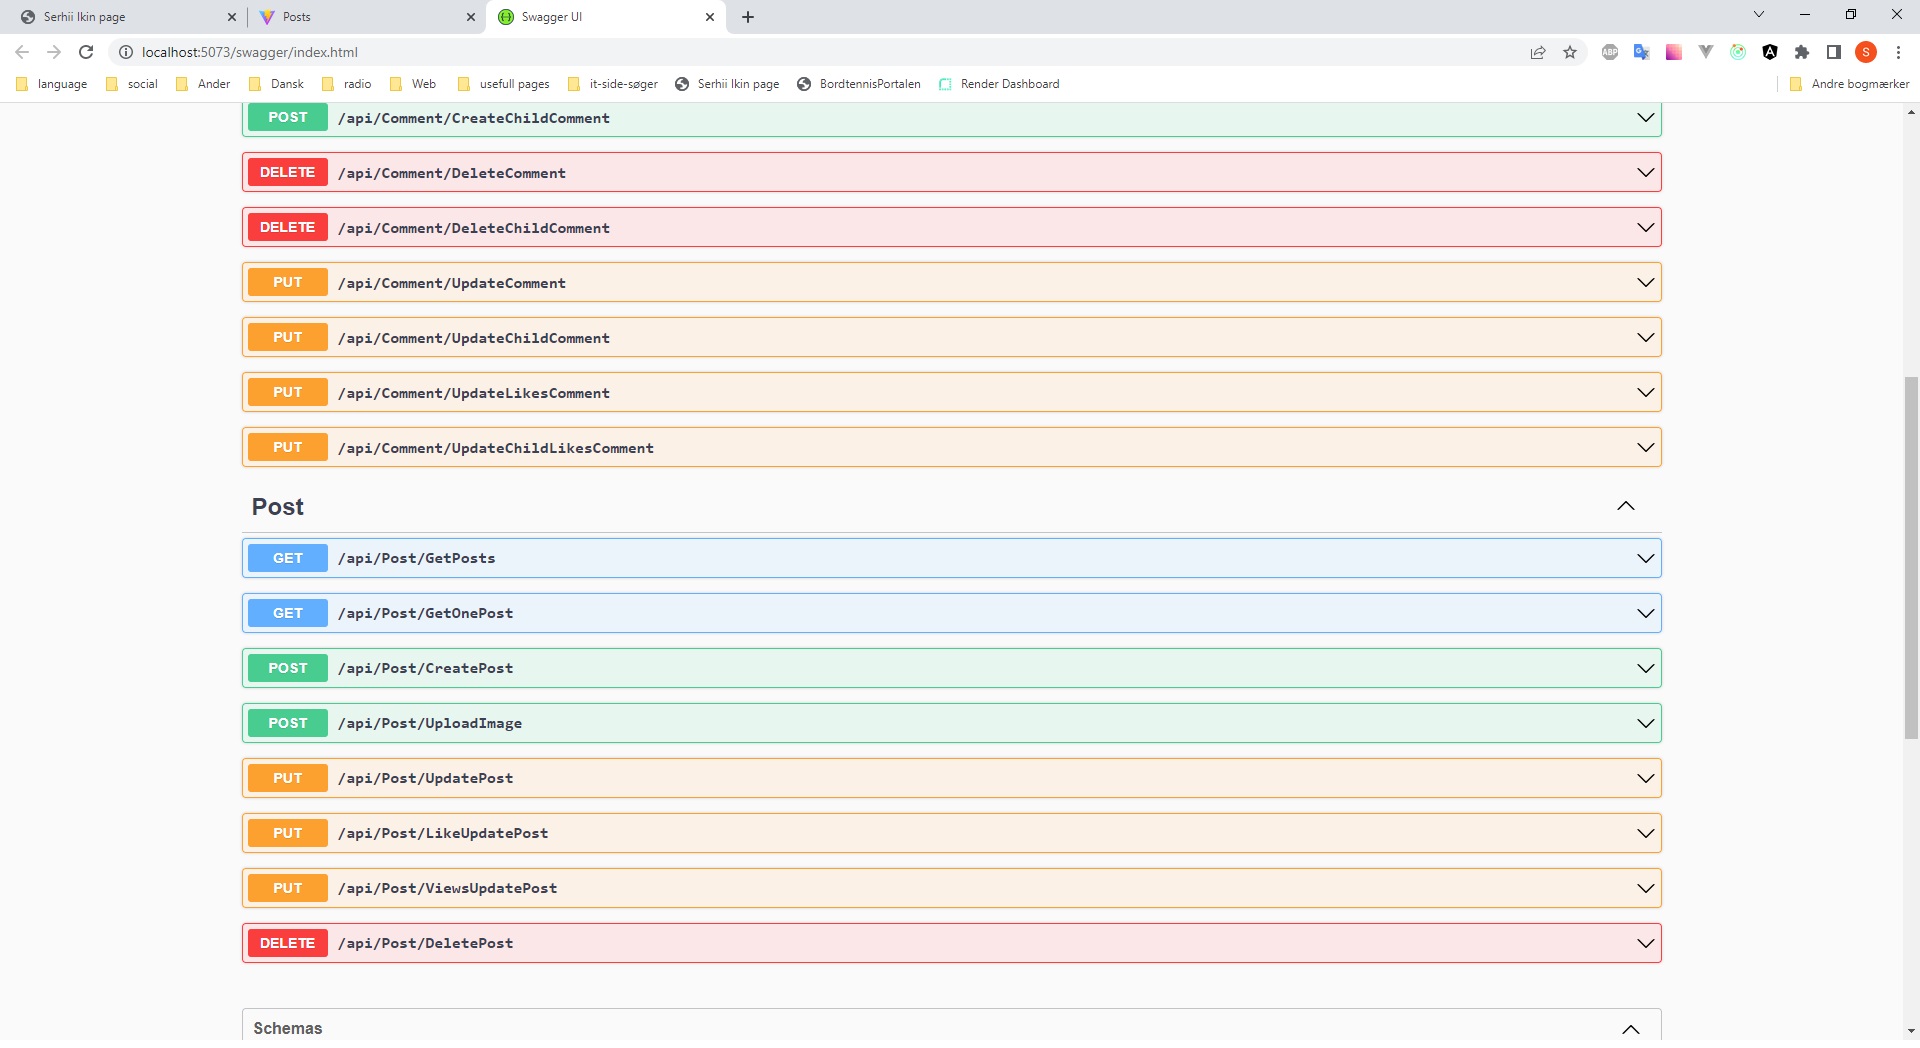 Serhii Ikin page
Posts
Swagger UI
localhost:5073/swagger/index.html
ABP
S
language
social
Ander
Dansk
radio
Web
usefull pages
it-side-søger
Serhii Ikin page
BordtennisPortalen
Render Dashboard
Andre bogmærker
POST /api/Comment/CreateChildComment
DELETE /api/Comment/DeleteComment
DELETE /api/Comment/DeleteChildComment
PUT /api/Comment/UpdateComment
PUT /api/Comment/UpdateChildComment
PUT /api/Comment/UpdateLikesComment
PUT /api/Comment/UpdateChildLikesComment
Post
GET /api/Post/GetPosts
GET /api/Post/GetOnePost
POST /api/Post/CreatePost
POST /api/Post/UploadImage
PUT /api/Post/UpdatePost
PUT /api/Post/LikeUpdatePost
PUT /api/Post/ViewsUpdatePost
DELETE /api/Post/DeletePost
Schemas